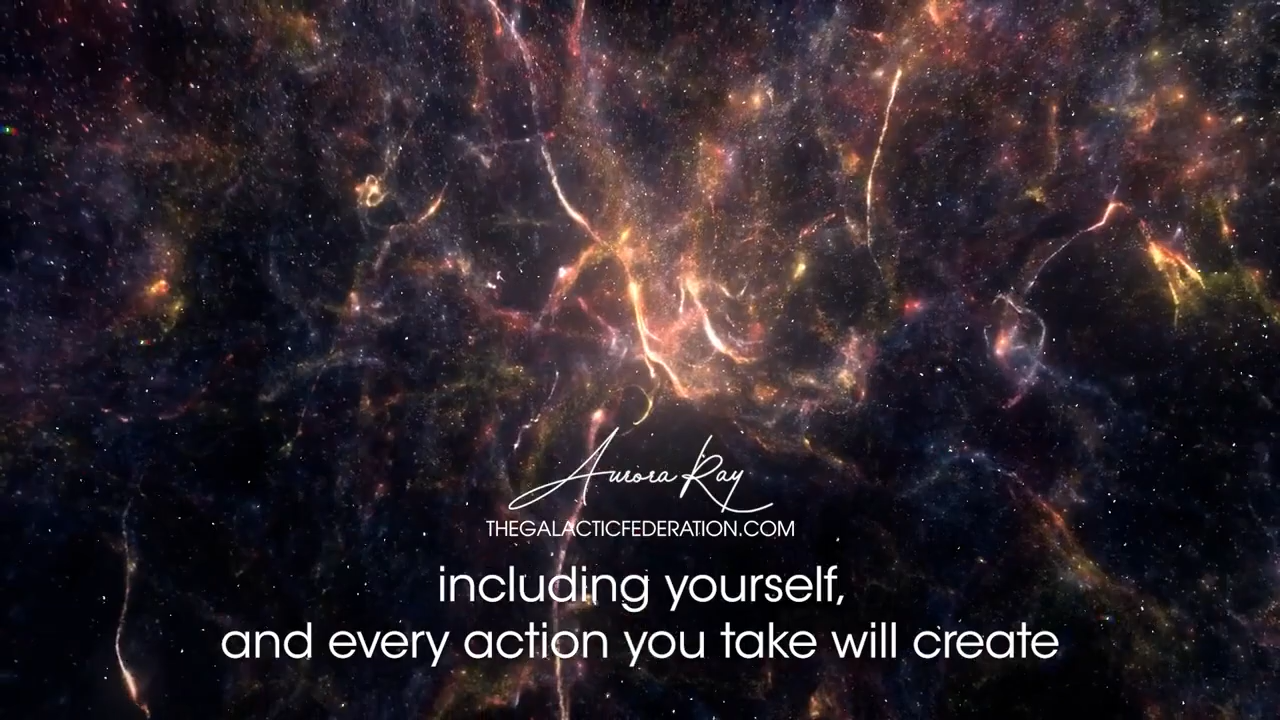 Aurora Ray
THEGALACTICFEDERATION.COM
including yourself,
and every action you take will create